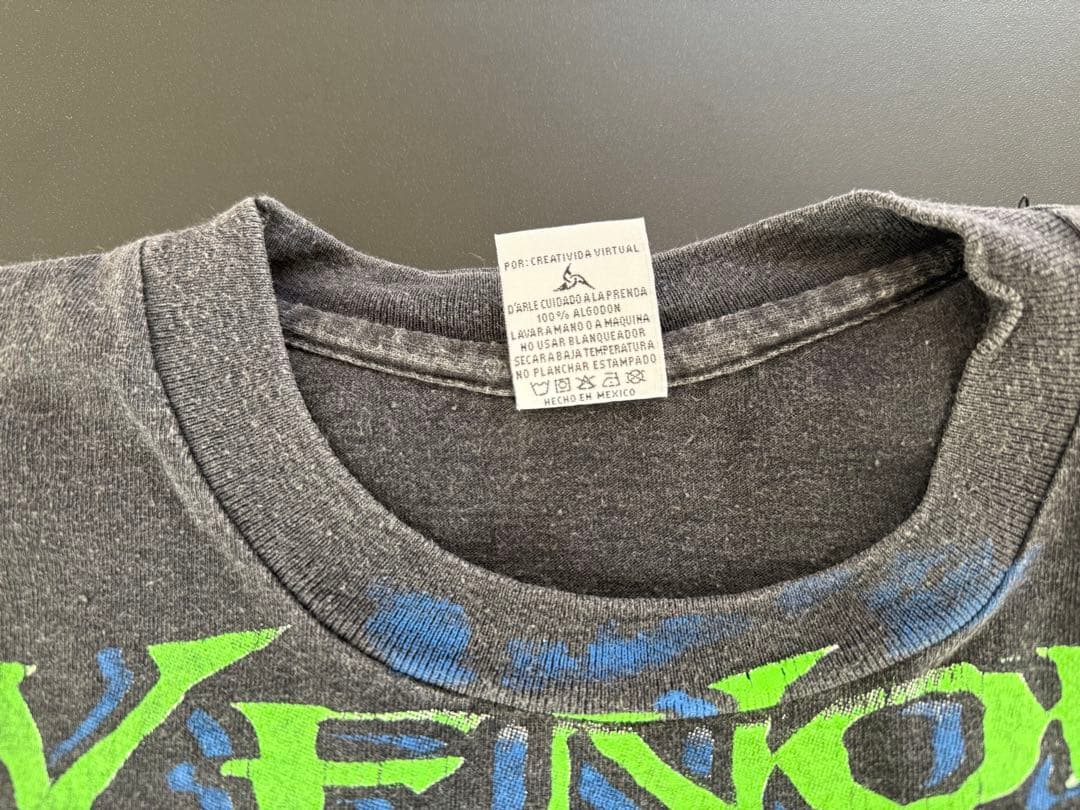 POR: CREATIVIDA VIRTUAL
D'ARLE CUIDADO A LA PRENDA
100% ALGODON
LAVAR A MANO O A MAQUINA
NO USAR BLANQUEADOR
SECAR A BAJA TEMPERATURA
NO PLANCHAR ESTAMPADO
HECHO EN MEXICO
VENO